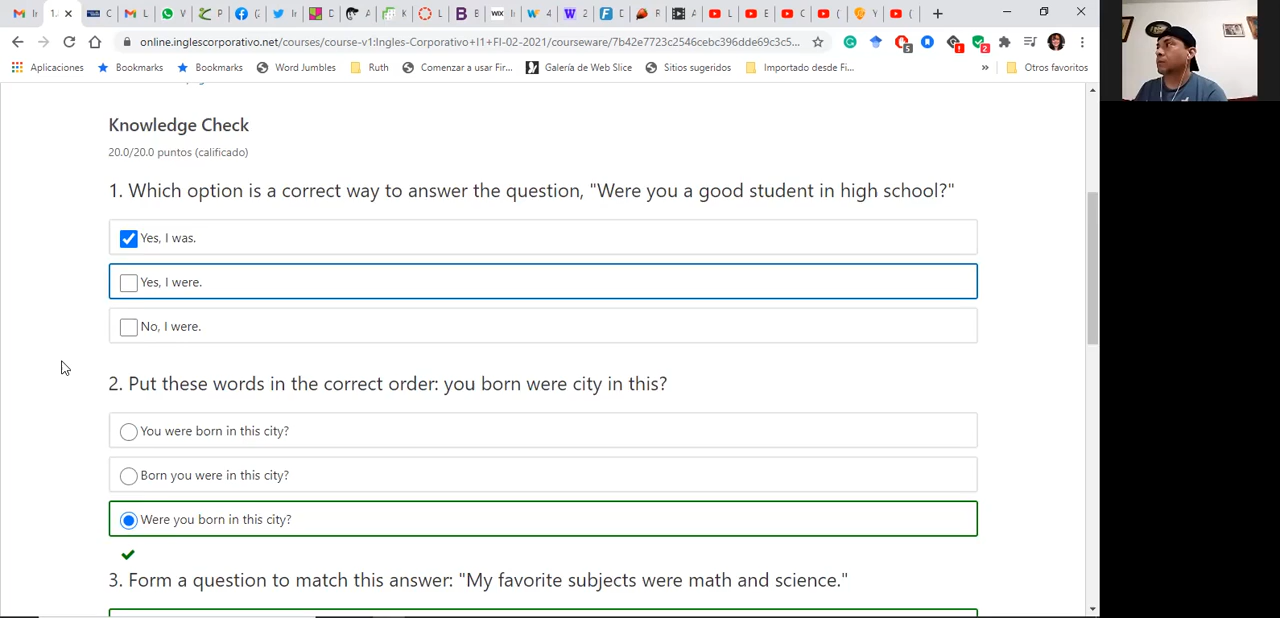 online.inglescorporativo.net/courses/course-v1:Ingles-Corporativo+I1+FI-02-2021/courseware/7b42e7723c2546cebc396dde69c3c5...
Aplicaciones Bookmarks Bookmarks Word Jumbles Ruth Comenzar a usar Fir... Galería de Web Slice Sitios sugeridos Importado desde Fi... » Otros favoritos
Knowledge Check
20.0/20.0 puntos (calificado)
1. Which option is a correct way to answer the question, "Were you a good student in high school?"
Yes, I was.
Yes, I were.
No, I were.
2. Put these words in the correct order: you born were city in this?
You were born in this city?
Born you were in this city?
Were you born in this city?
3. Form a question to match this answer: "My favorite subjects were math and science."